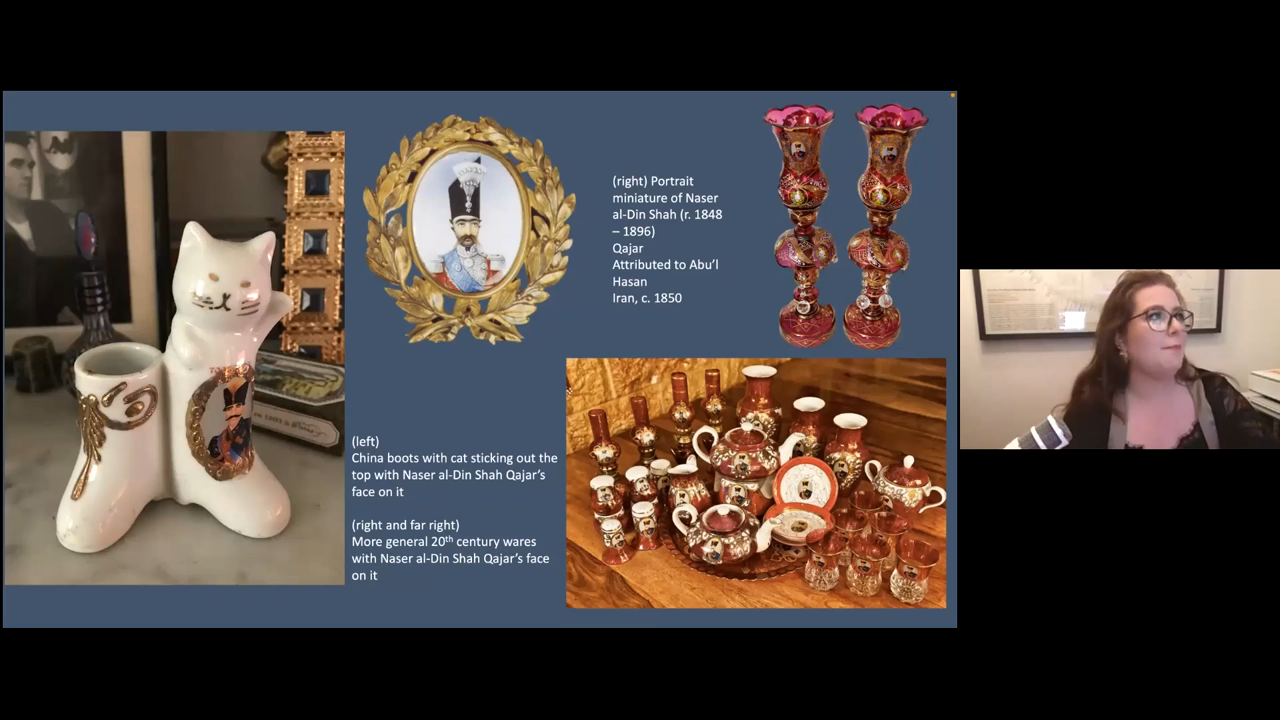 (right) Portrait
miniature of Naser
al-Din Shah (r. 1848
– 1896)
Qajar
Attributed to Abu’l
Hasan
Iran, c. 1850
(left)
China boots with cat sticking out the
top with Naser al-Din Shah Qajar’s
face on it
(right and far right)
More general 20th century wares
with Naser al-Din Shah Qajar’s face
on it